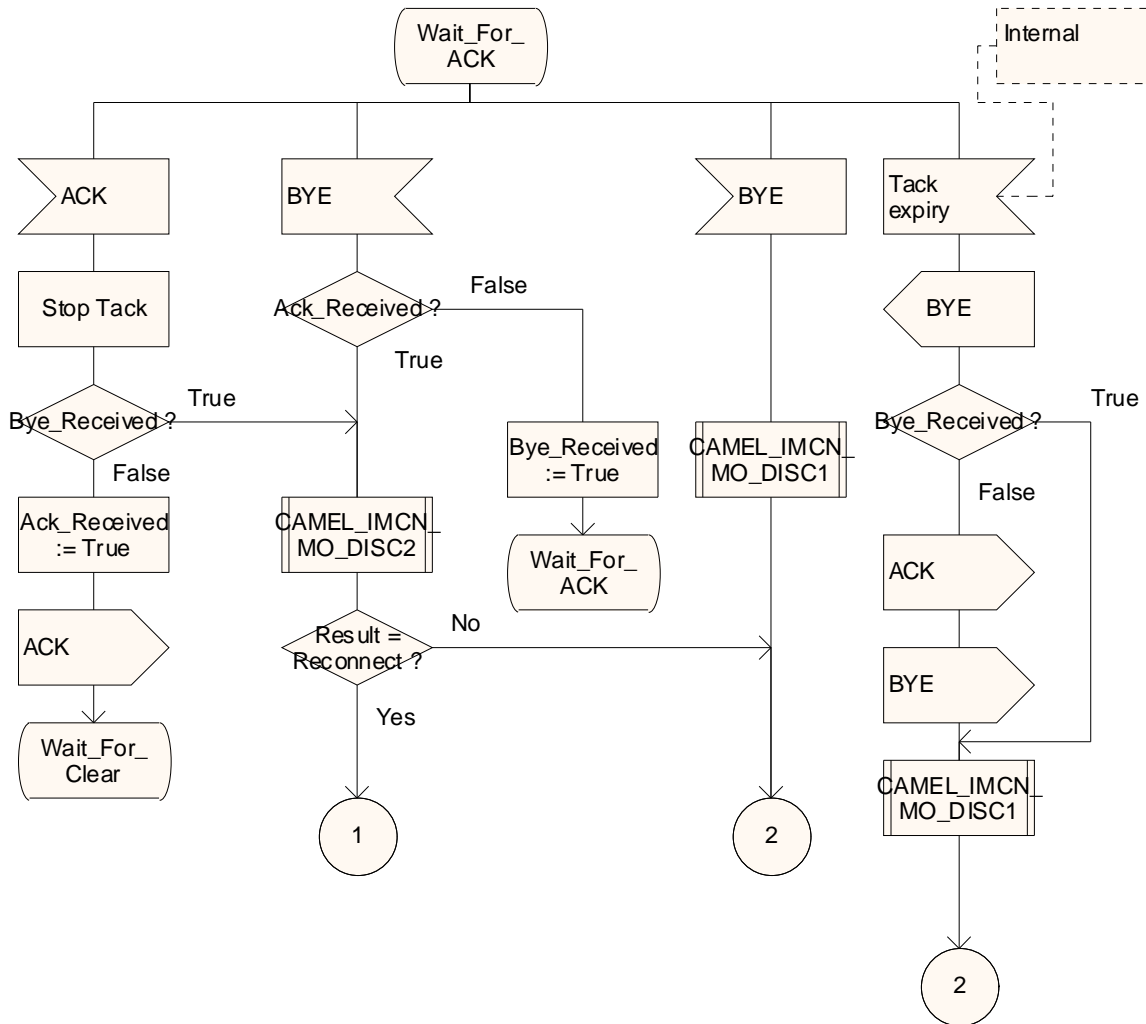 Wait_For_
ACK
Internal
ACK
BYE
BYE
Tack
expiry
Stop Tack
Ack_Received ?
False
True
BYE
Bye_Received ?
True
False
Bye_Received
:= True
CAMEL_IMCN_
MO_DISC1
Bye_Received ?
True
False
Ack_Received
:= True
CAMEL_IMCN_
MO_DISC2
Wait_For_
ACK
ACK
ACK
Result =
Reconnect ?
No
Yes
BYE
Wait_For_
Clear
CAMEL_IMCN_
MO_DISC1
1
2
2